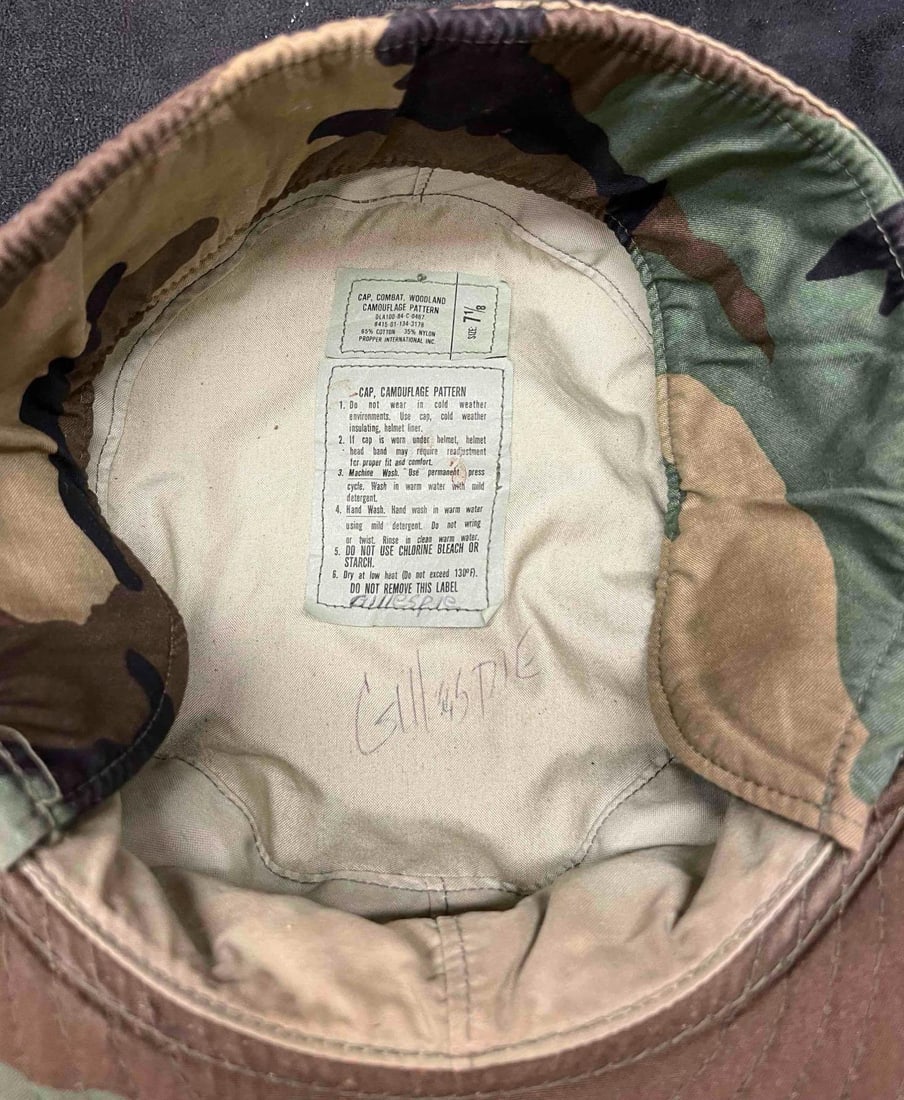 CAP, COMBAT, WOODLAND
CAMOUFLAGE PATTERN
DLA100-84-C-0467
8415-01-134-3178
65% COTTON 35% NYLON
PROPPER INTERNATIONAL INC.
SIZE: 7 1/8
CAP, CAMOUFLAGE PATTERN
1. Do not wear in cold weather
environments. Use cap, cold weather
insulating, helmet liner.
2. If cap is worn under helmet, helmet
head band may require readjustment
for proper fit and comfort.
3. Machine Wash. Use permanent press
cycle. Wash in warm water with mild
detergent.
4. Hand Wash. Hand wash in warm water
using mild detergent. Do not wring
or twist. Rinse in clean warm water.
5. DO NOT USE CHLORINE BLEACH OR
STARCH.
6. Dry at low heat (Do not exceed 130°F).
DO NOT REMOVE THIS LABEL
Gillespie
GillESPIE